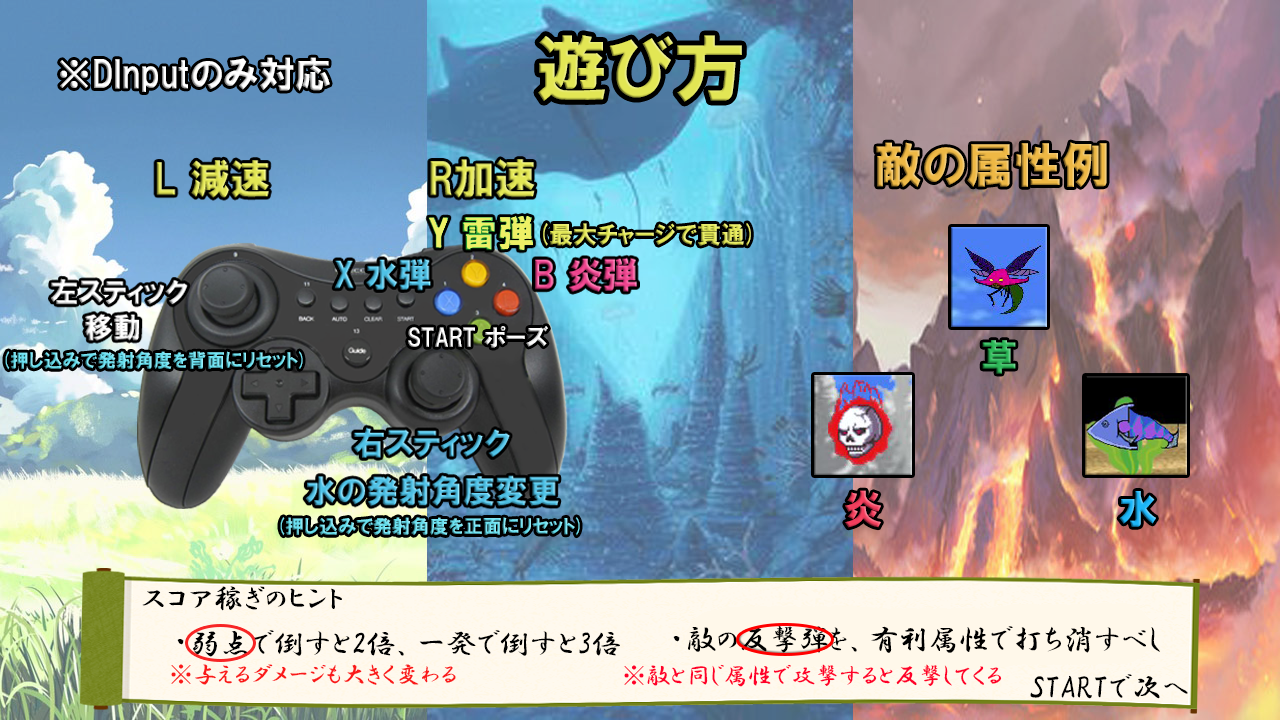 ※DInputのみ対応
遊び方
L 減速
R加速
Y 雷弾(最大チャージで貫通)
X 水弾
B 炎弾
左スティック
移動
(押し込みで発射角度を背面にリセット)
BACK
AUTO
CLEAR
START
Guide
START ポーズ
右スティック
水の発射角度変更
(押し込みで発射角度を正面にリセット)
敵の属性例
草
炎
水
スコア稼ぎのヒント
・弱点で倒すと2倍、一発で倒すと3倍
※与えるダメージも大きく変わる
・敵の反撃弾を、有利属性で打ち消すべし
※敵と同じ属性で攻撃すると反撃してくる
STARTで次へ